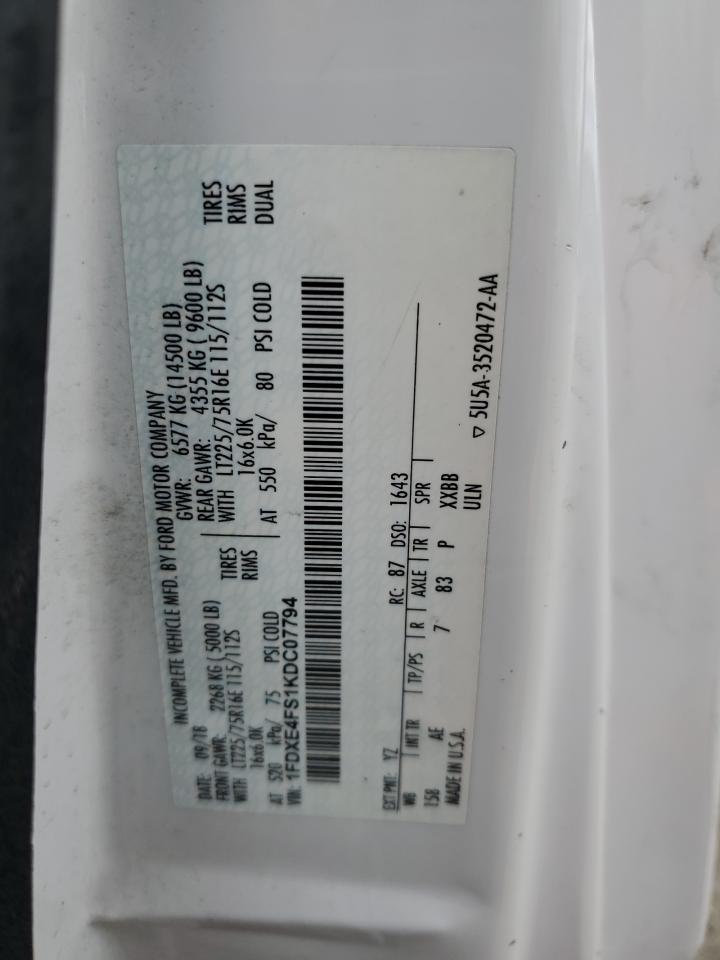 INCOMPLETE VEHICLE MFD. BY FORD MOTOR COMPANY
DATE: 09/18 GVWR: 6577 KG (14500 LB)
FRONT GAWR: 2268 KG (5000 LB) REAR GAWR: 4355 KG ( 9600 LB)
WITH LT225/75R16E 115/112S TIRES WITH LT225/75R16E 115/112S TIRES
16x6.0K RIMS 16x6.0K RIMS
AT 520 kPa/ 75 PSI COLD AT 550 kPa/ 80 PSI COLD DUAL
VIN: 1FDXE4FS1KDC07794
EXT PNT: YZ RC: 87 DSO: 1643
WB INT TR TP/PS R AXLE TR SPR
158 AE 7 83 P XXBB
MADE IN U.S.A. ULN
▽ 5U5A-3520472-AA